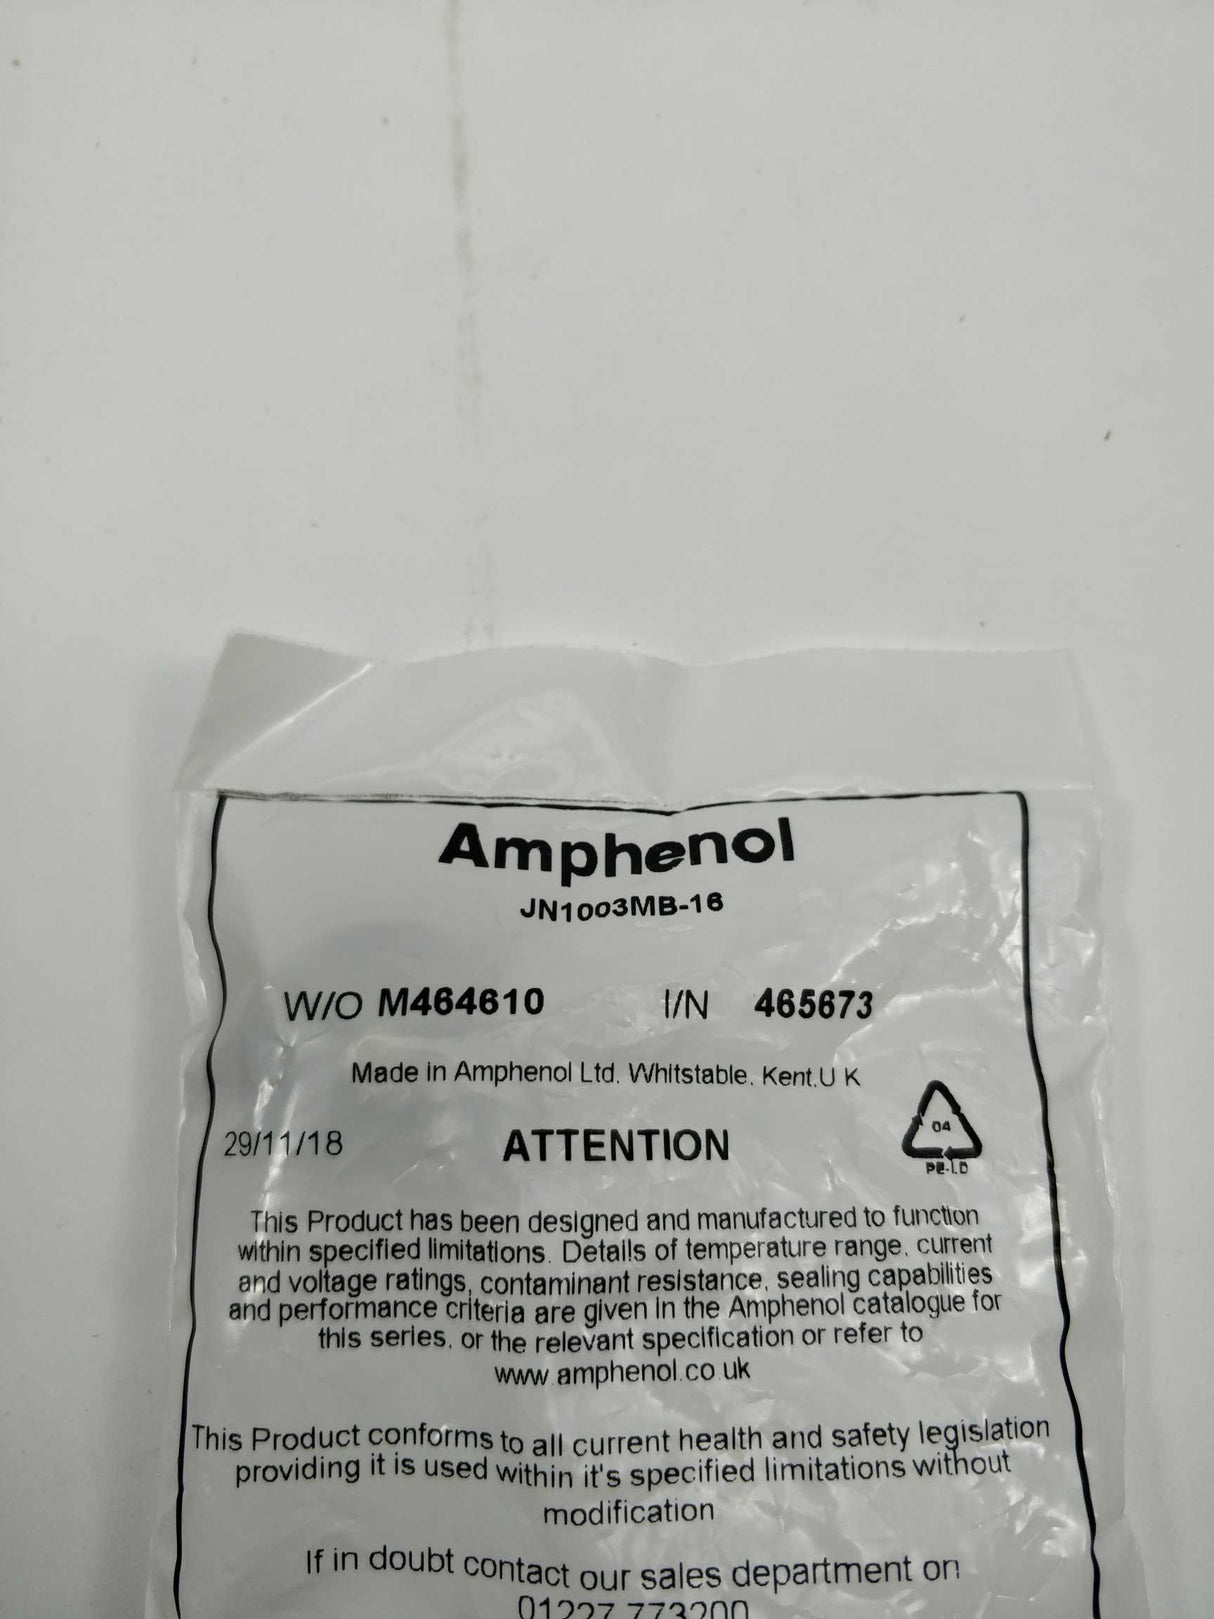 Amphenol
JN1003MB-16
W/O M464610 I/N 465673
Made in Amphenol Ltd. Whitstable. Kent.U K
29/11/18 ATTENTION
04
PE-LD
This Product has been designed and manufactured to function
within specified limitations. Details of temperature range, current
and voltage ratings, contaminant resistance, sealing capabilities
and performance criteria are given in the Amphenol catalogue for
this series, or the relevant specification or refer to
www.amphenol.co.uk
This Product conforms to all current health and safety legislation
providing it is used within it's specified limitations without
modification
If in doubt contact our sales department on
01227 773200